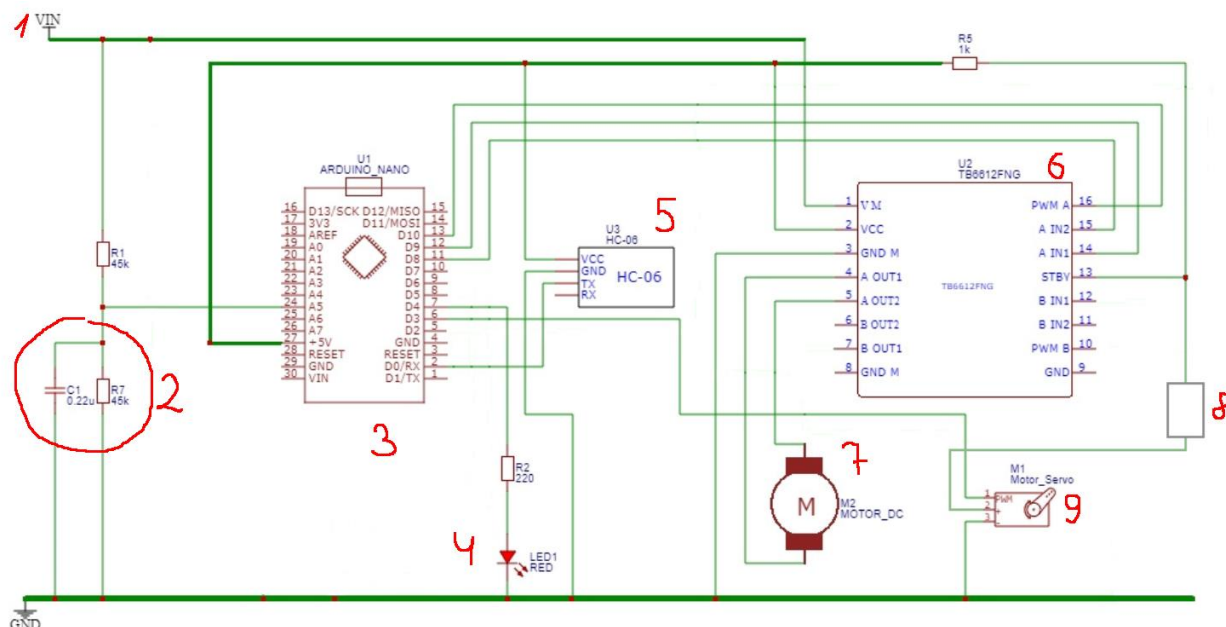 1
VIN
R5
1k
U1
ARDUINO_NANO
16 D13/SCK D12/MISO 15
17 3V3 D11/MOSI 14
18 AREF D10 13
19 A0 D9 12
20 A1 D8 11
21 A2 D7 10
22 A3 D6 9
23 A4 D5 8
24 A5 D4 7
25 A6 D3 6
26 A7 D2 5
27 +5V GND 4
28 RESET RESET 3
29 GND D0/RX 2
30 VIN D1/TX 1
3
R1
45k
C1
0.22u
R7
45k
2
5
U3
HC-06
VCC
GND
TX
RX
HC-06
U2
TB6612FNG
6
1 VM PWM A 16
2 VCC A IN2 15
3 GND M A IN1 14
4 A OUT1 STBY 13
5 A OUT2 B IN1 12
6 B OUT2 B IN2 11
7 B OUT1 PWM B 10
8 GND M GND 9
TB6612FNG
8
R2
220
4
LED1
RED
7
M
M2
MOTOR_DC
M1
Motor_Servo
1 PWM
2 +
3 -
9
GND